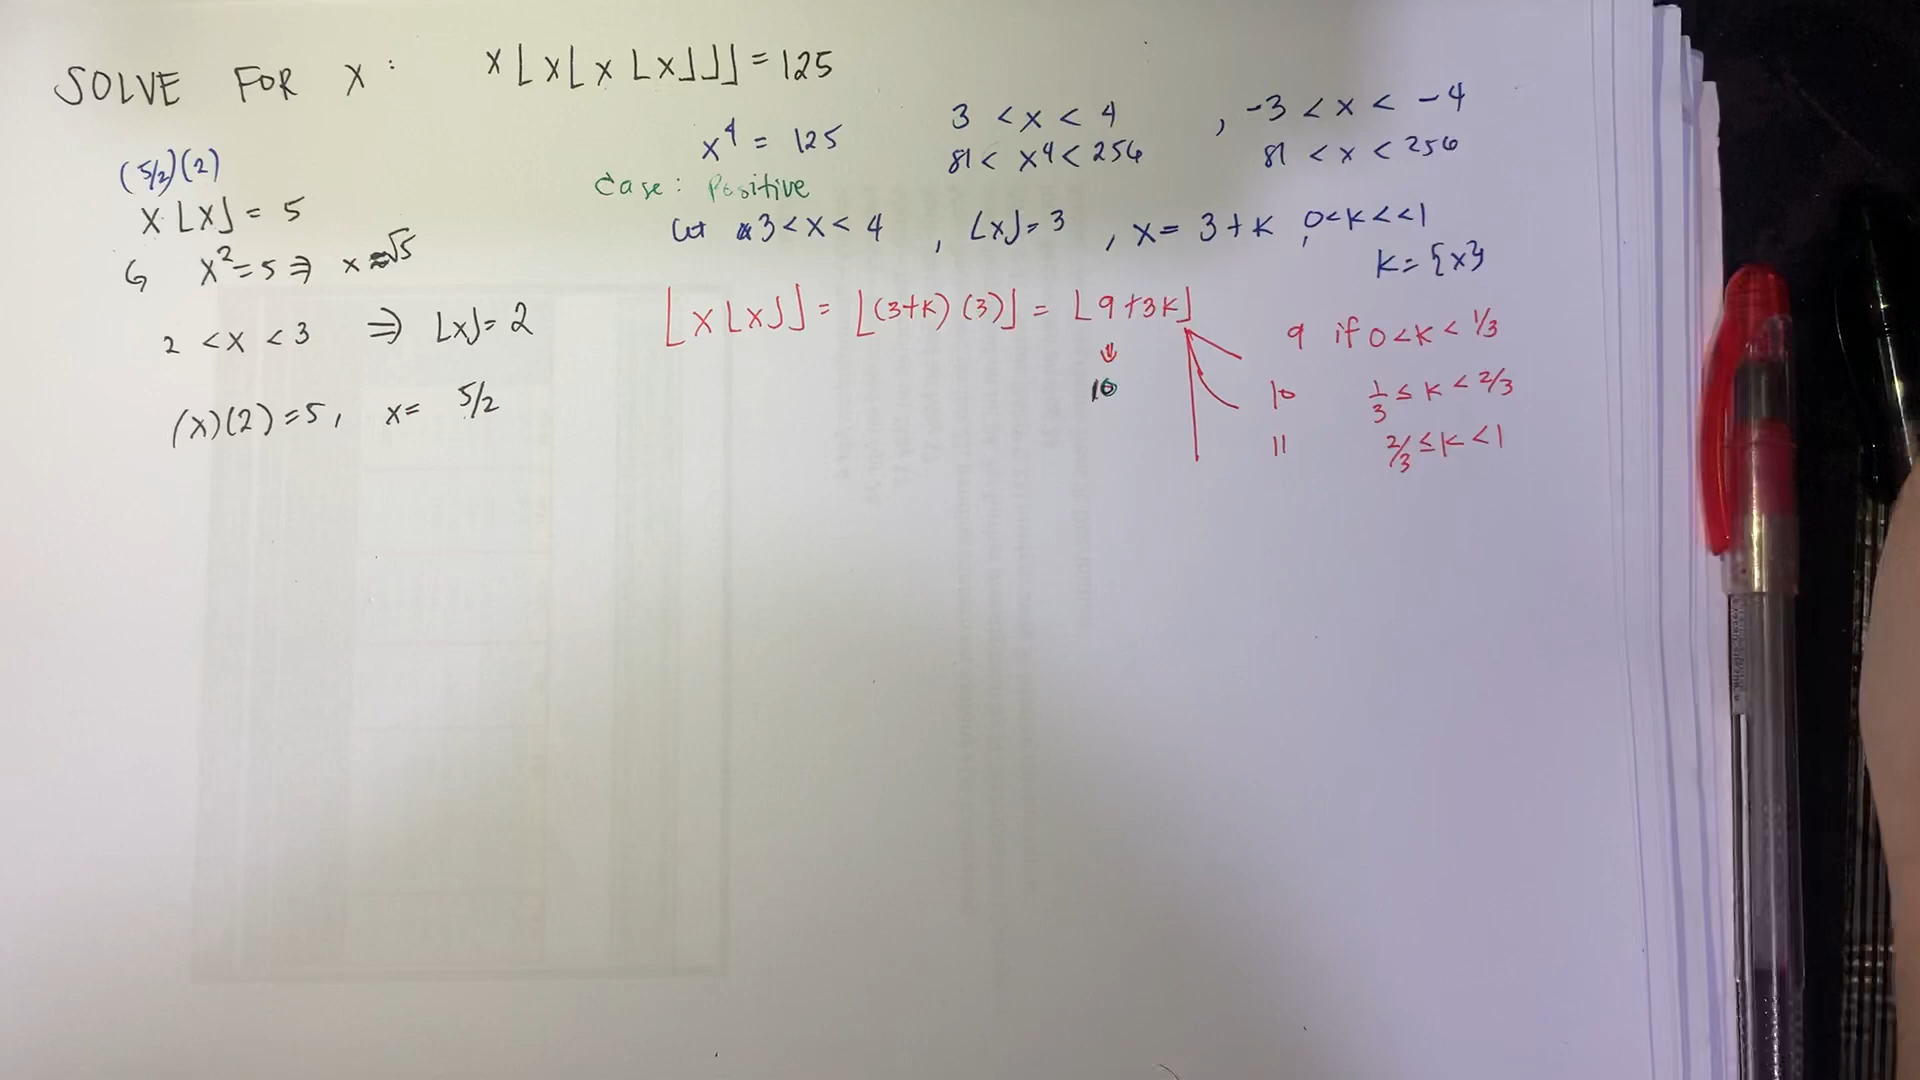 SOLVE FOR X : X⌊X⌊X⌊X⌋⌋⌋ = 125
(5/2)(2)
X⌊X⌋ = 5
X² = 5 ⇒ X ≈ √5
2 < X < 3 ⇒ ⌊X⌋ = 2
(X)(2) = 5, X = 5/2
X⁴ = 125
3 < X < 4 , -3 < X < -4
81 < X⁴ < 256 81 < X < 256
Case: Positive
Let 3 < X < 4 , ⌊X⌋ = 3 , X = 3 + K , 0 < K < < 1
K = {X}
⌊X⌊X⌋⌋ = ⌊(3+K)(3)⌋ = ⌊9+3K⌋
↓
10
9 if 0 < K < 1/3
10 1/3 ≤ K < 2/3
11 2/3 ≤ K < 1